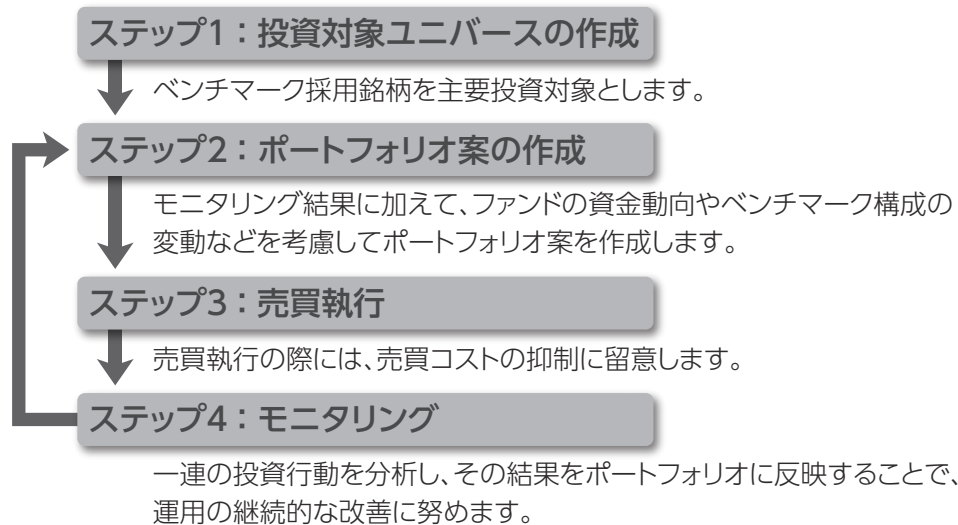 ステップ1：投資対象ユニバースの作成
ベンチマーク採用銘柄を主要投資対象とします。
ステップ2：ポートフォリオ案の作成
モニタリング結果に加えて、ファンドの資金動向やベンチマーク構成の
変動などを考慮してポートフォリオ案を作成します。
ステップ3：売買執行
売買執行の際には、売買コストの抑制に留意します。
ステップ4：モニタリング
一連の投資行動を分析し、その結果をポートフォリオに反映することで、
運用の継続的な改善に努めます。